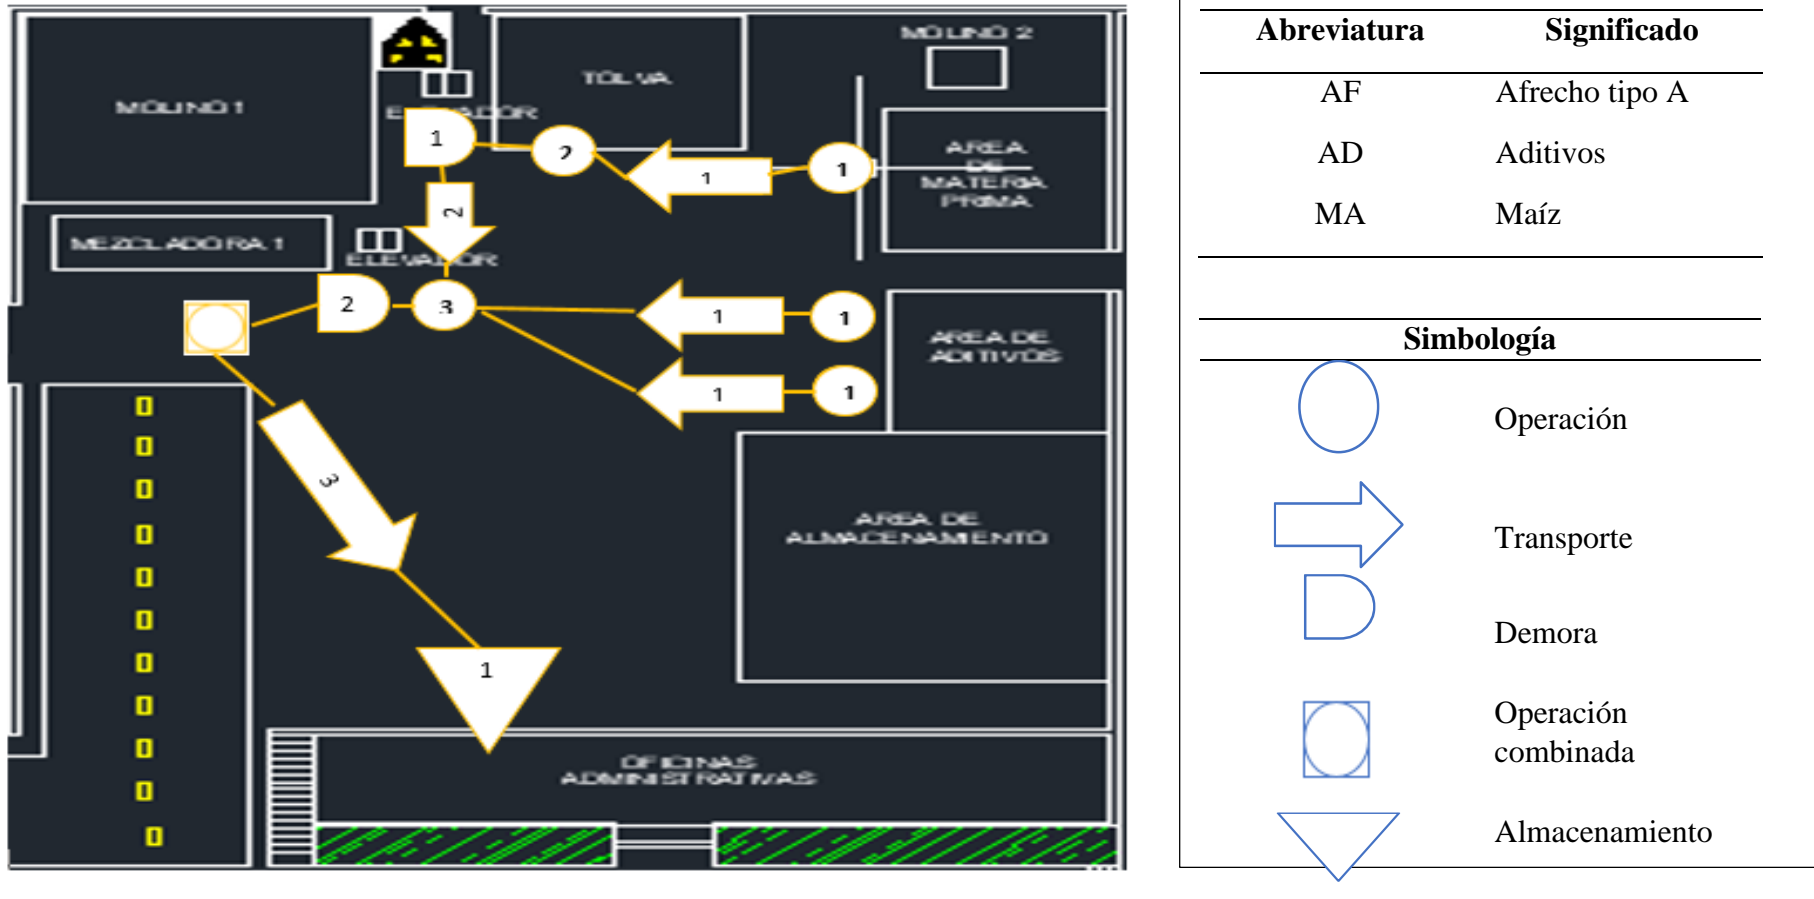 MOLINO 1
TOLVA
MOLINO 2
ELEVADOR
AREA
DE
MATERIA
PRIMA
1
2
1
1
2
MEZCLADORA 1
ELEVADOR
2
3
1
1
AREA DE
ADITIVOS
1
1
3
AREA DE
ALMACENAMIENTO
1
OFICINAS
ADMINISTRATIVAS
Abreviatura Significado
AF Afrecho tipo A
AD Aditivos
MA Maíz
Simbología
Operación
Transporte
Demora
Operación
combinada
Almacenamiento